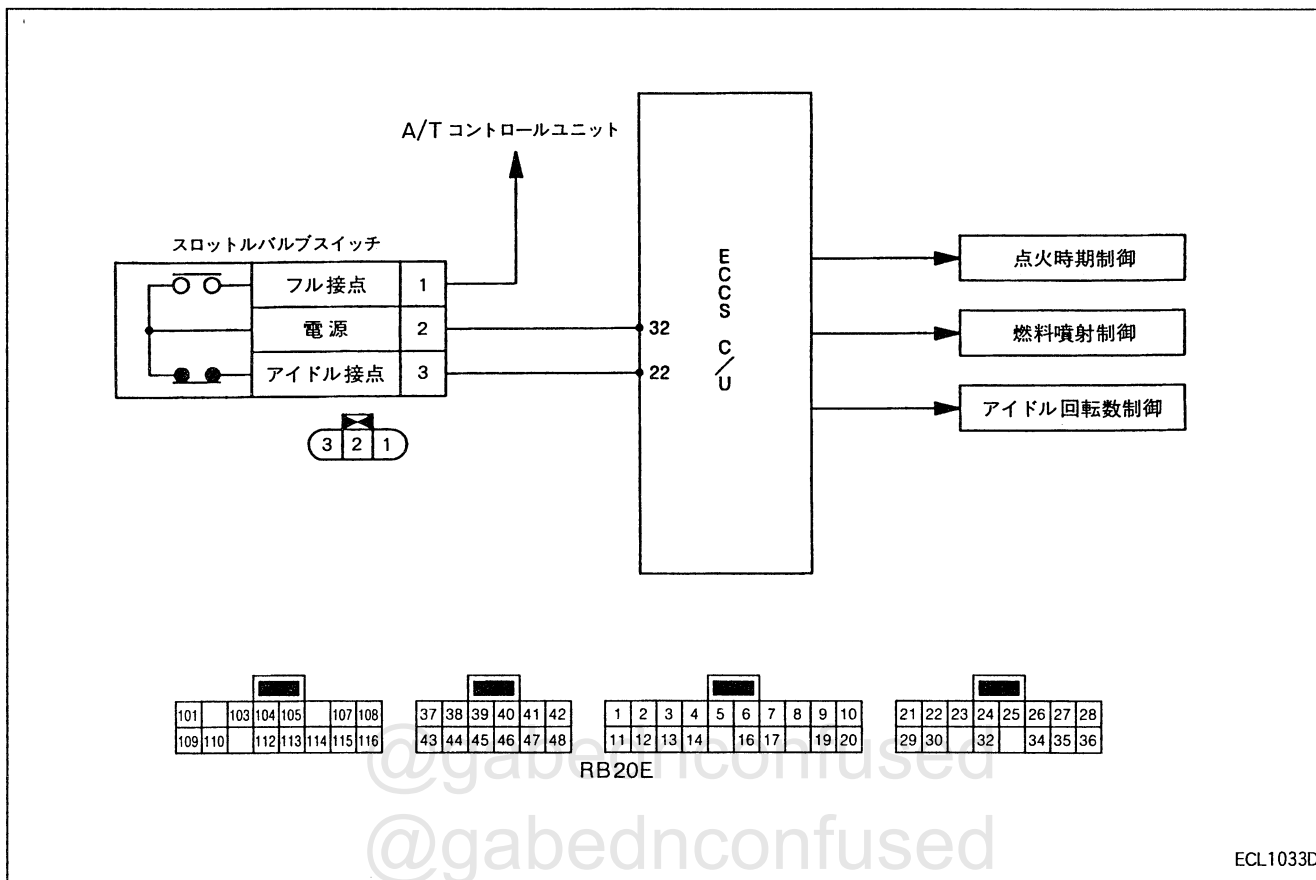 A/T コントロールユニット
スロットルバルブスイッチ
フル接点 1
電源 2
アイドル接点 3
3 2 1
32
22
ECCS C/U
点火時期制御
燃料噴射制御
アイドル回転数制御
101 103 104 105 107 108
109 110 112 113 114 115 116
37 38 39 40 41 42
43 44 45 46 47 48
1 2 3 4 5 6 7 8 9 10
11 12 13 14 16 17 19 20
21 22 23 24 25 26 27 28
29 30 32 34 35 36
RB20E
@gabednconfused
@gabednconfused
ECL1033D